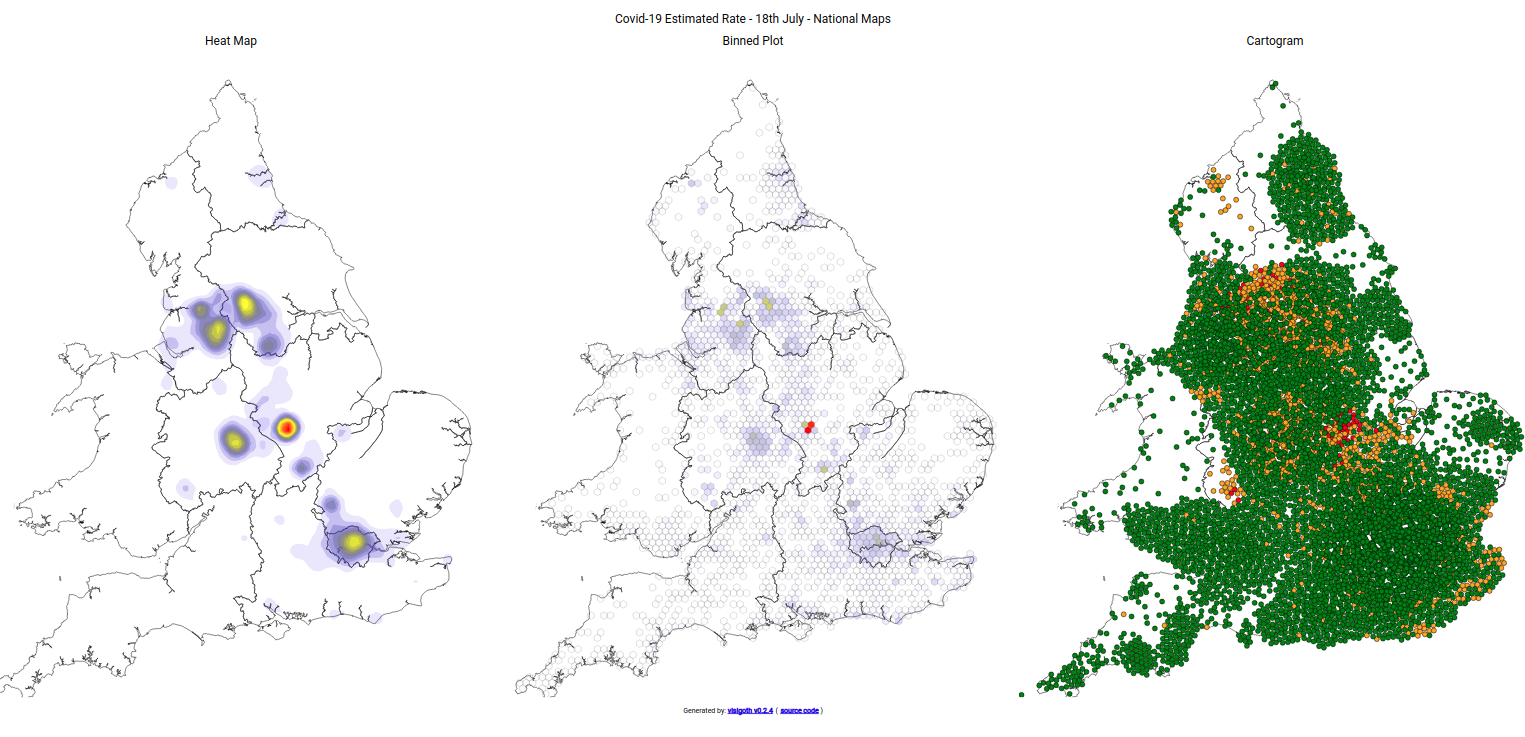 Covid-19 Estimated Rate - 18th July - National Maps
Heat Map
Binned Plot
Cartogram
Generated by: visigoth v0.2.4 ( source code )